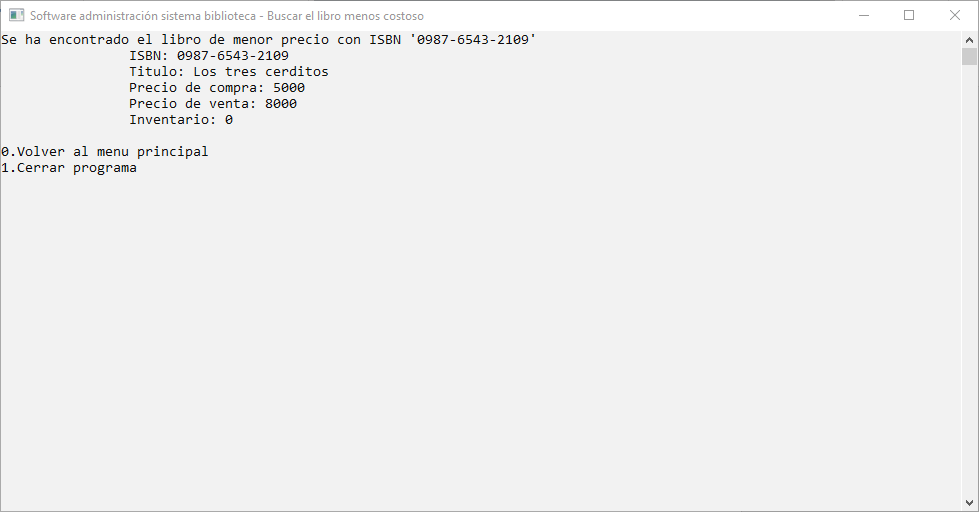 Software administración sistema biblioteca - Buscar el libro menos costoso
Se ha encontrado el libro de menor precio con ISBN '0987-6543-2109'
ISBN: 0987-6543-2109
Titulo: Los tres cerditos
Precio de compra: 5000
Precio de venta: 8000
Inventario: 0
0.Volver al menu principal
1.Cerrar programa